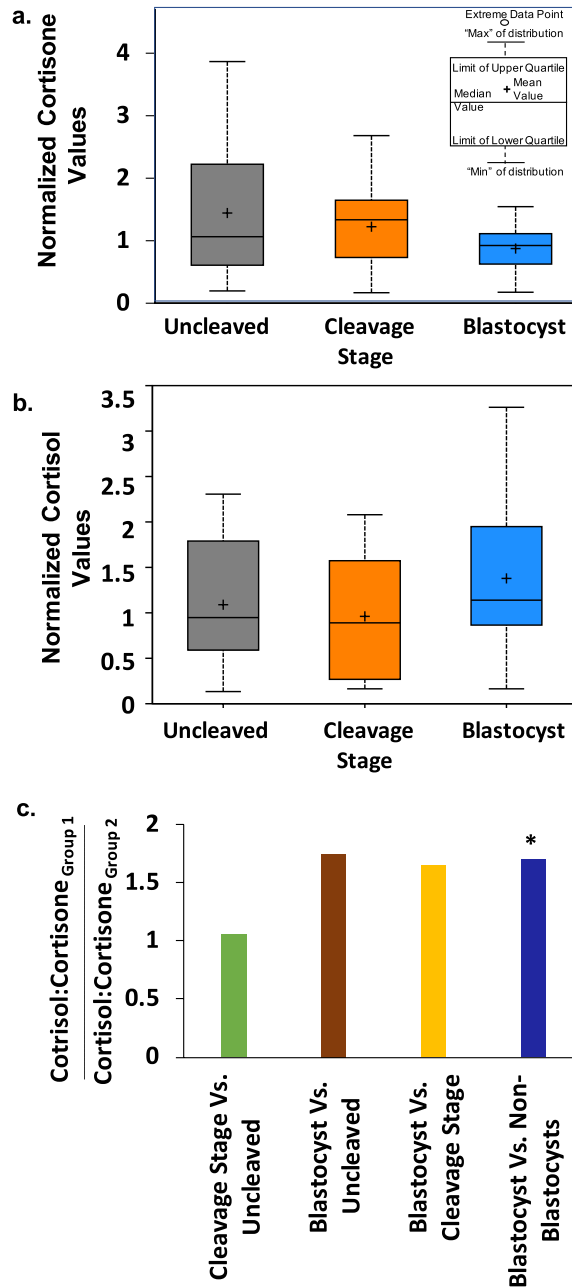 a.
Normalized Cortisone
Values
4
3
2
1
0
Extreme Data Point
“Max” of distribution
Limit of Upper Quartile
Mean
Value
Median
Value
Limit of Lower Quartile
“Min” of distribution
Uncleaved
Cleavage
Stage
Blastocyst
b.
Normalized Cortisol
Values
3.5
3
2.5
2
1.5
1
0.5
0
Uncleaved
Cleavage
Stage
Blastocyst
c.
Cotrisol:Cortisone Group 1
Cortisol:Cortisone Group 2
2
1.5
1
0.5
0
*
Cleavage Stage Vs.
Uncleaved
Blastocyst Vs.
Uncleaved
Blastocyst Vs.
Cleavage Stage
Blastocyst Vs. Non-
Blastocysts